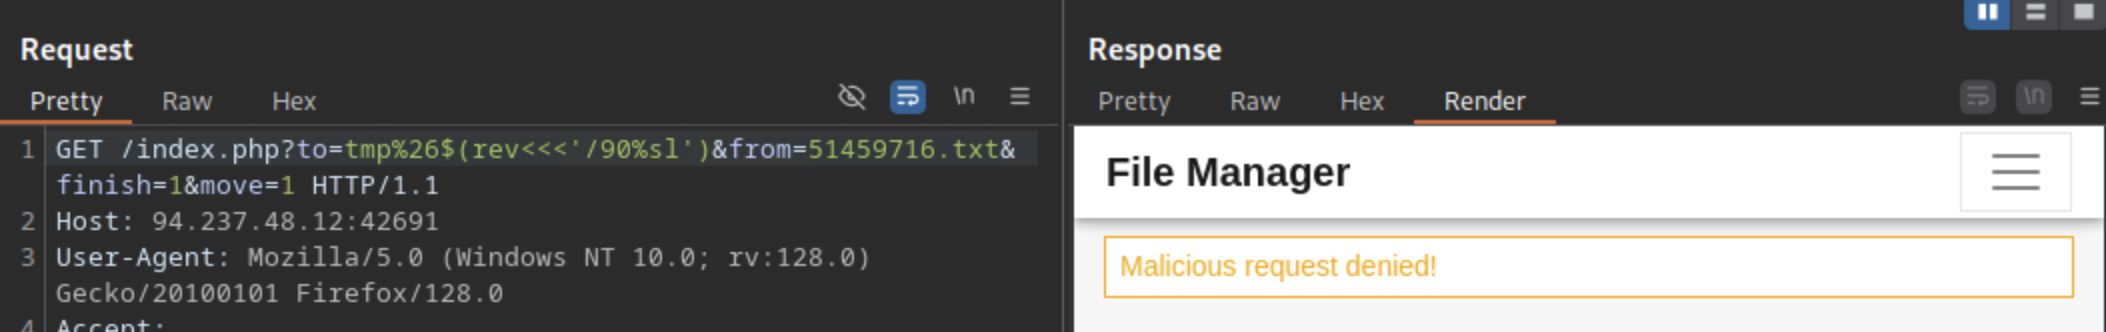 Request
Pretty Raw Hex
\n
1 GET /index.php?to=tmp%26$(rev<<<'/90%sl')&from=51459716.txt&
finish=1&move=1 HTTP/1.1
2 Host: 94.237.48.12:42691
3 User-Agent: Mozilla/5.0 (Windows NT 10.0; rv:128.0)
Gecko/20100101 Firefox/128.0
4 Accept:
Response
Pretty Raw Hex Render
\n
File Manager
Malicious request denied!